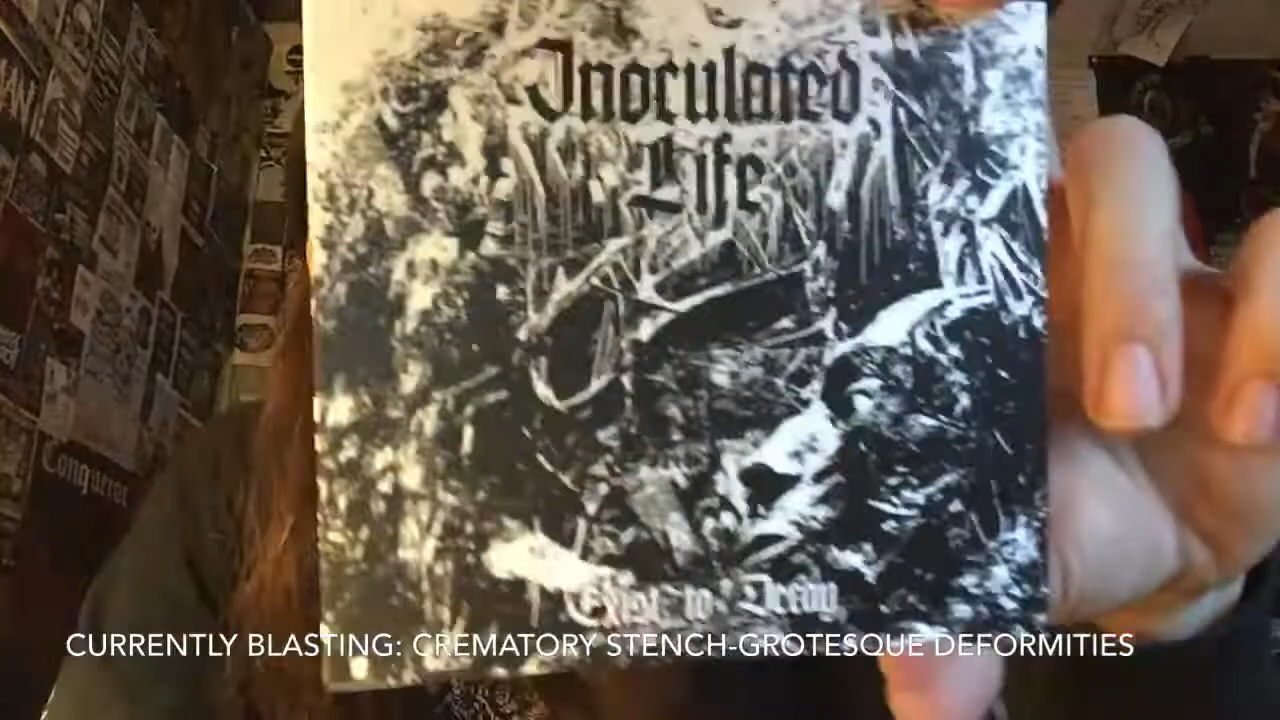 Inoculated
Life
Exist to Decay
Conqueror
CURRENTLY BLASTING: CREMATORY STENCH-GROTESQUE DEFORMITIES